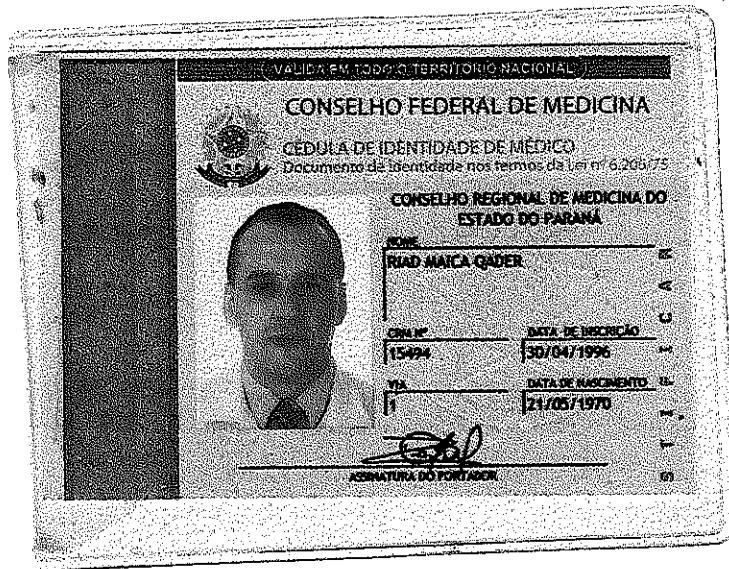 VÁLIDA EM TODO O TERRITÓRIO NACIONAL
CONSELHO FEDERAL DE MEDICINA
CÉDULA DE IDENTIDADE DE MÉDICO
Documento de identidade nos termos da Lei nº 6.206/75
CONSELHO REGIONAL DE MEDICINA DO
ESTADO DO PARANÁ
NOME
RIAD MAICA QADER
CRM Nº
DATA DE INSCRIÇÃO
15494
30/04/1996
VIA
DATA DE NASCIMENTO
1
21/05/1970
ASSINATURA DO PORTADOR